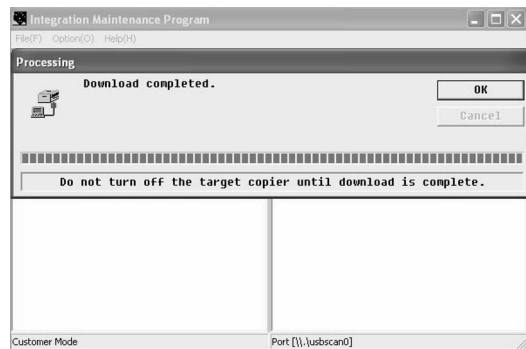 Integration Maintenance Program
File(F) Option(O) Help(H)
Processing
Download completed.
OK
Cancel
Do not turn off the target copier until download is complete.
Customer Mode
Port [\\.\usbscan0]